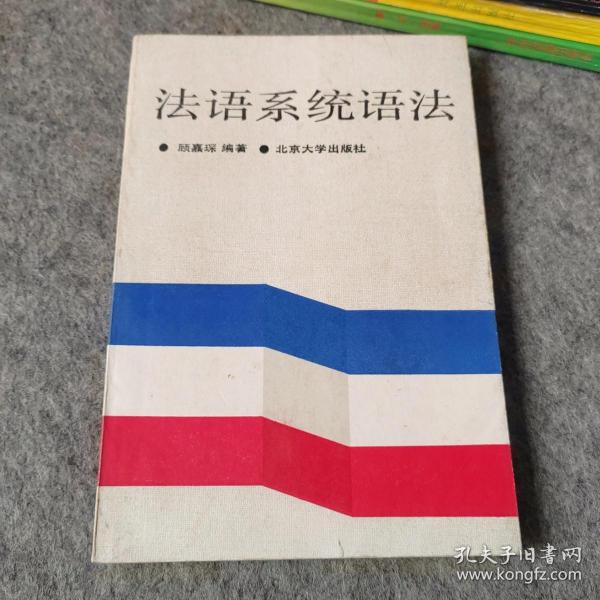 法语系统语法
● 顾嘉琛 编著 ● 北京大学出版社
孔夫子旧书网
www.kongfz.com